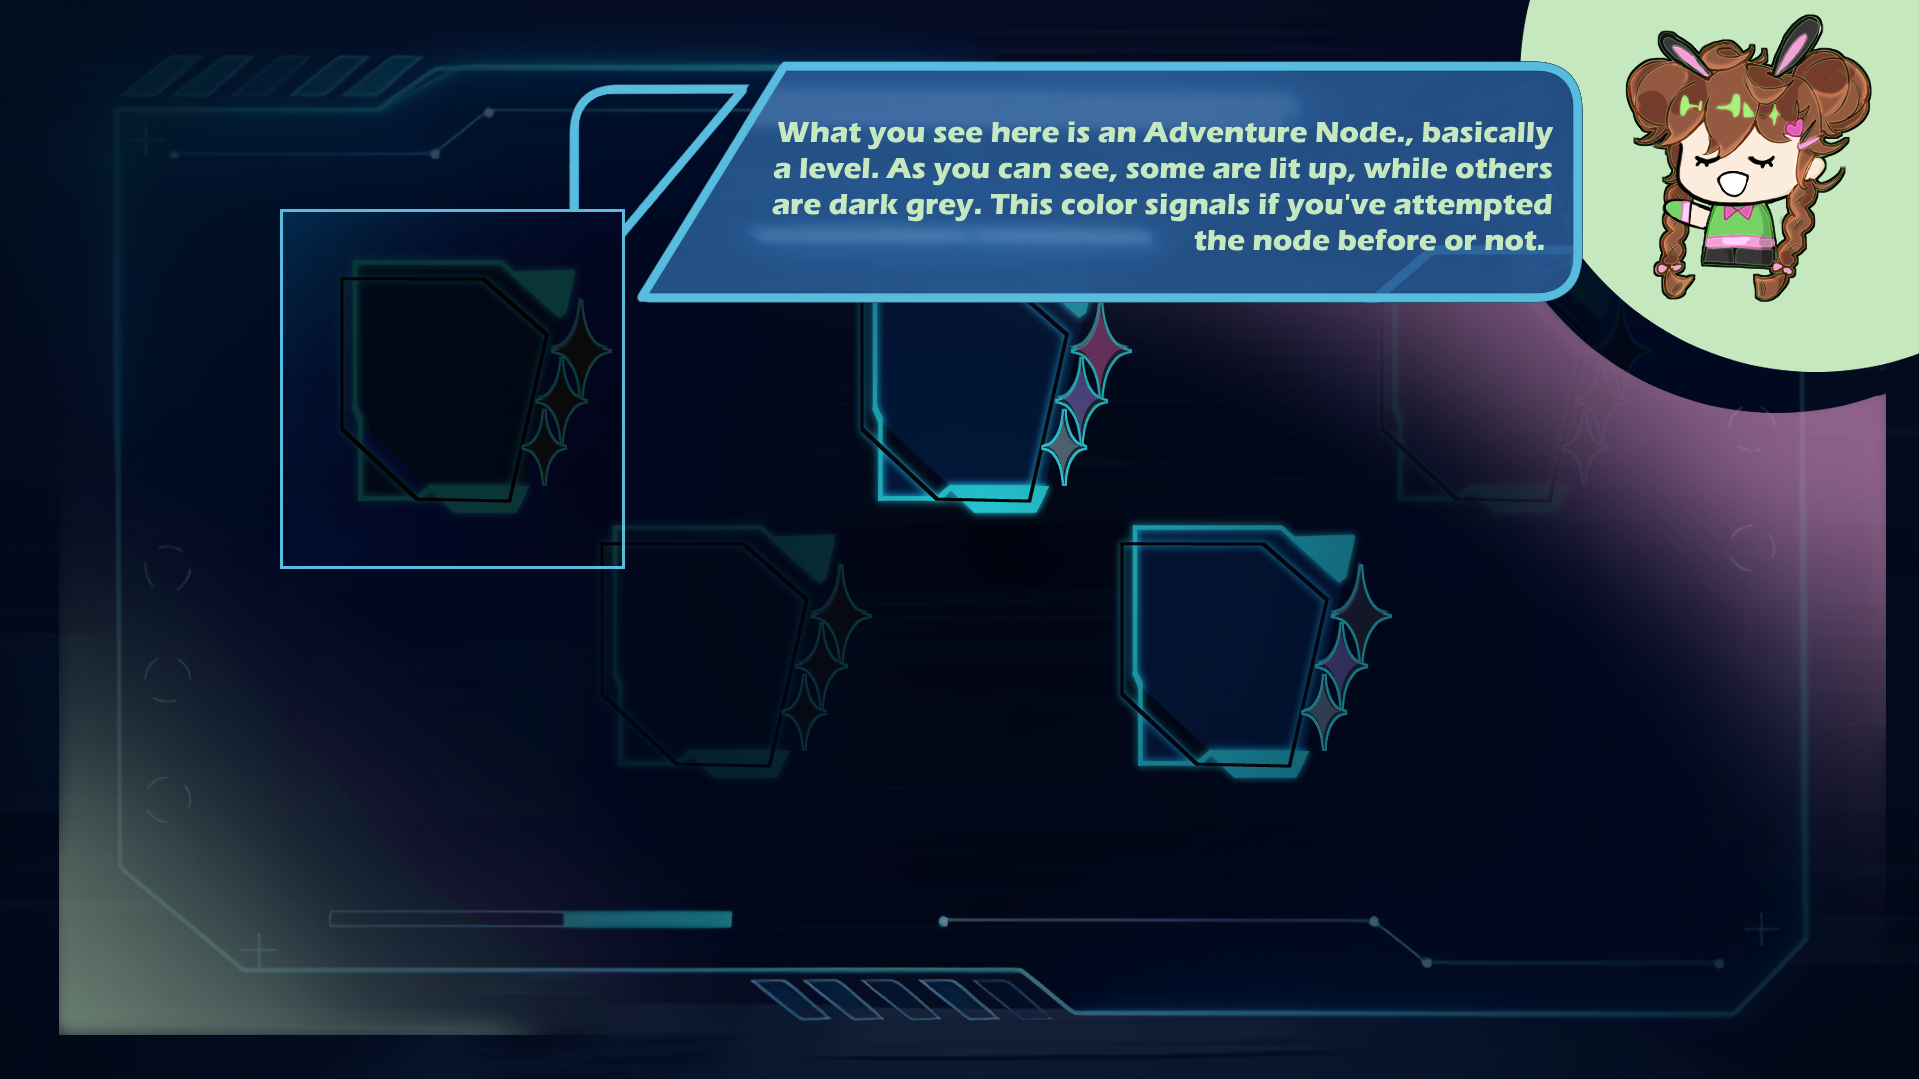 What you see here is an Adventure Node., basically
a level. As you can see, some are lit up, while others
are dark grey. This color signals if you've attempted
the node before or not.